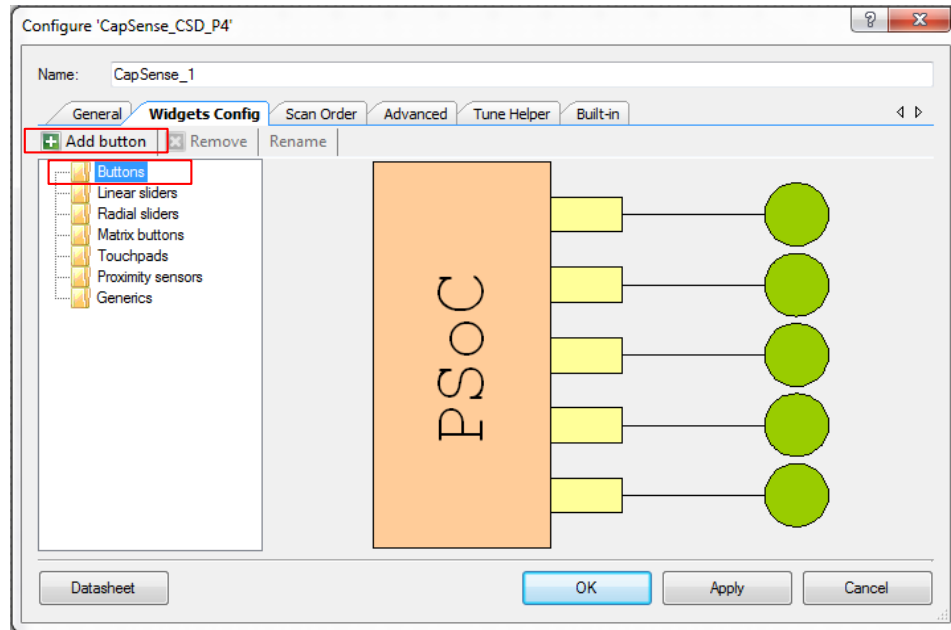 Configure 'CapSense_CSD_P4'
Name: CapSense_1
General Widgets Config Scan Order Advanced Tune Helper Built-in
Add button Remove Rename
Buttons
Linear sliders
Radial sliders
Matrix buttons
Touchpads
Proximity sensors
Generics
PSoC
Datasheet OK Apply Cancel